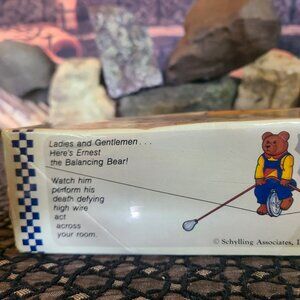 Ladies and Gentlemen . . .
Here's Ernest
the Balancing Bear!
Watch him
perform his
death defying
high wire
act
across
your room.
© Schylling Associates, I